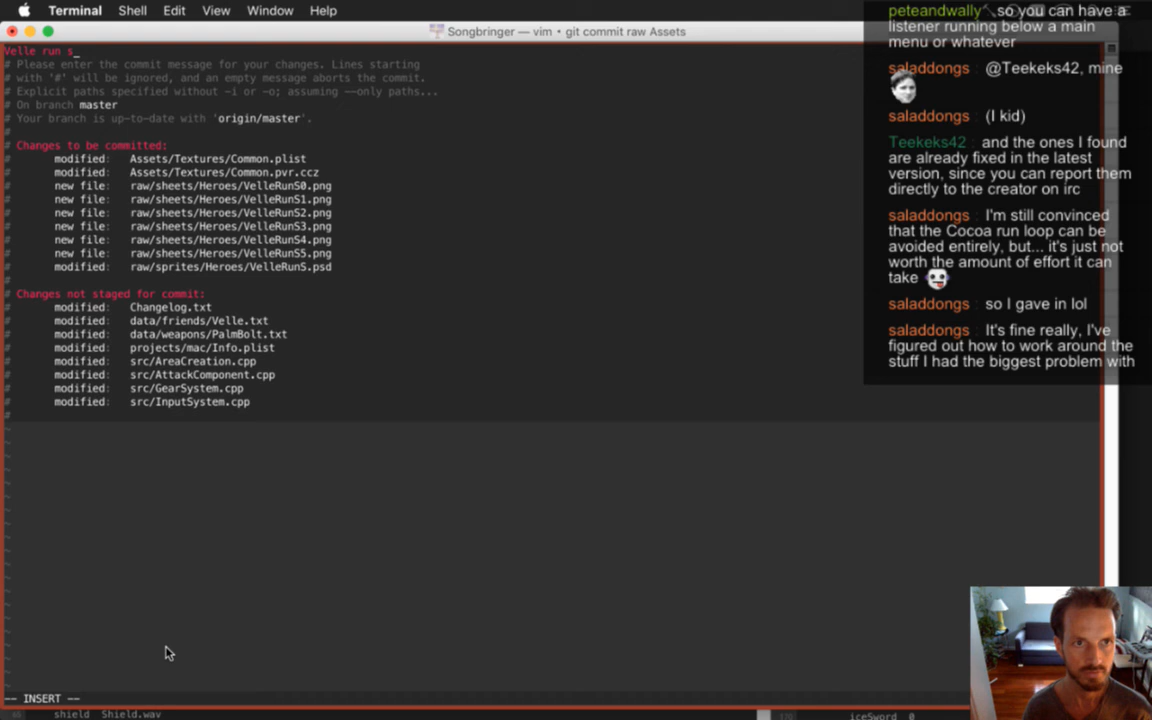 Terminal Shell Edit View Window Help
Songbringer — vim • git commit raw Assets
Velle run s_
# Please enter the commit message for your changes. Lines starting
# with '#' will be ignored, and an empty message aborts the commit.
# Explicit paths specified without -i or -o; assuming --only paths...
# On branch master
# Your branch is up-to-date with 'origin/master'.
#
# Changes to be committed:
# modified: Assets/Textures/Common.plist
# modified: Assets/Textures/Common.pvr.ccz
# new file: raw/sheets/Heroes/VelleRunS0.png
# new file: raw/sheets/Heroes/VelleRunS1.png
# new file: raw/sheets/Heroes/VelleRunS2.png
# new file: raw/sheets/Heroes/VelleRunS3.png
# new file: raw/sheets/Heroes/VelleRunS4.png
# new file: raw/sheets/Heroes/VelleRunS5.png
# modified: raw/sprites/Heroes/VelleRunS.psd
#
# Changes not staged for commit:
# modified: Changelog.txt
# modified: data/friends/Velle.txt
# modified: data/weapons/PalmBolt.txt
# modified: projects/mac/Info.plist
# modified: src/AreaCreation.cpp
# modified: src/AttackComponent.cpp
# modified: src/GearSystem.cpp
# modified: src/InputSystem.cpp
#
-- INSERT --
shield Shield.wav
iceSword 0
peteandwally so you can have a
listener running below a main
menu or whatever
saladdongs @Teekeks42, mine
saladdongs (I kid)
Teekeks42 and the ones I found
are already fixed in the latest
version, since you can report them
directly to the creator on irc
saladdongs I'm still convinced
that the Cocoa run loop can be
avoided entirely, but... it's just not
worth the amount of effort it can
take
saladdongs so I gave in lol
saladdongs It's fine really, I've
figured out how to work around the
stuff I had the biggest problem with